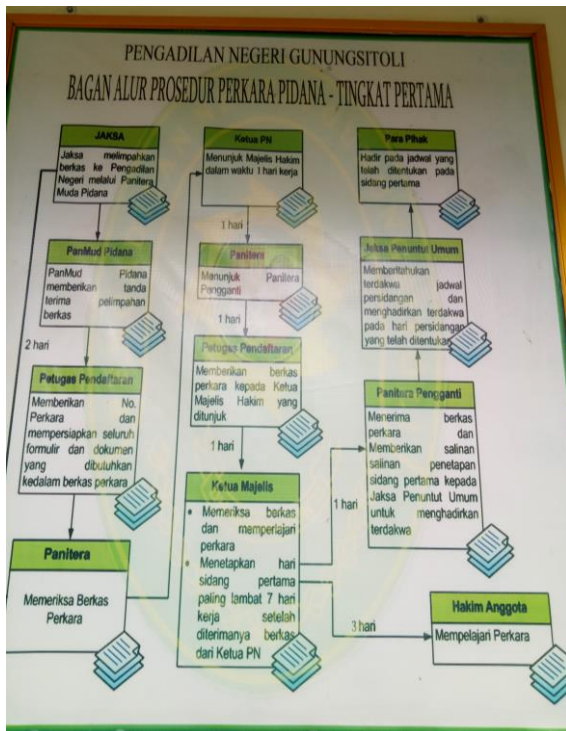 PENGADILAN NEGERI GUNUNGSITOLI
BAGAN ALUR PROSEDUR PERKARA PIDANA - TINGKAT PERTAMA
JAKSA
Jaksa melimpahkan
berkas ke Pengadilan
Negeri melalui Panitera
Muda Pidana
PanMud Pidana
PanMud Pidana
memberikan tanda
terima pelimpahan
berkas
2 hari
Petugas Pendaftaran
Memberikan No.
Perkara dan
mempersiapkan seluruh
formulir dan dokumen
yang dibutuhkan
kedalam berkas perkara
Panitera
Memeriksa Berkas
Perkara
Ketua PN
Menunjuk Majelis Hakim
dalam waktu 1 hari kerja
1 hari
Panitera
Menunjuk Panitera
Pengganti
1 hari
Petugas Pendaftaran
Memberikan berkas
perkara kepada Ketua
Majelis Hakim yang
ditunjuk
1 hari
Ketua Majelis
• Memeriksa berkas
dan memperlajari
perkara
• Menetapkan hari
sidang pertama
paling lambat 7 hari
kerja setelah
diterimanya berkas
dari Ketua PN
1 hari
3 hari
Para Pihak
Hadir pada jadwal yang
telah ditentukan pada
sidang pertama
Jaksa Penuntut Umum
Memberitahukan
terdakwa jadwal
persidangan dan
menghadirkan terdakwa
pada hari persidangan
yang telah ditentukan
Panitura Pengganti
Menerima berkas
perkara dan
Memberikan salinan
salinan penetapan
sidang pertama kepada
Jaksa Penuntut Umum
untuk menghadirkan
terdakwa
Hakim Anggota
Mempelajari Perkara